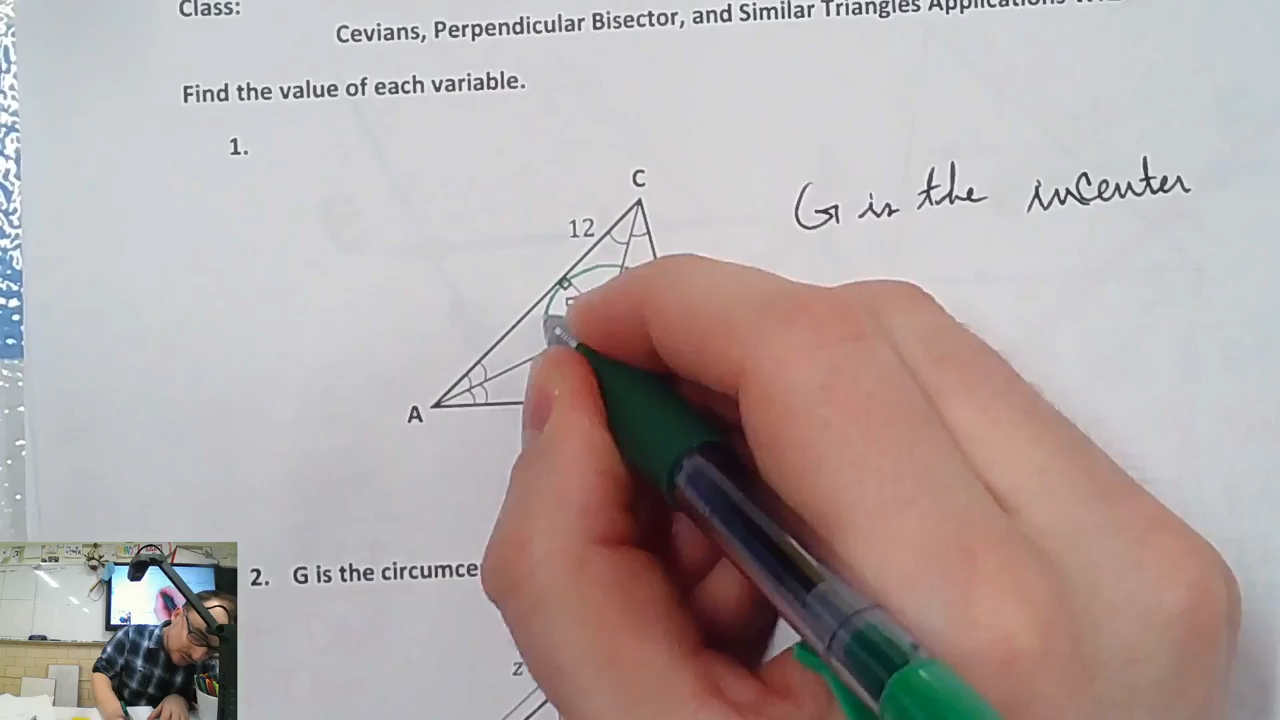 Class:
Cevians, Perpendicular Bisector, and Similar Triangles Applications
Find the value of each variable.
1.
C
12
G is the incenter
A
2. G is the circumce
z